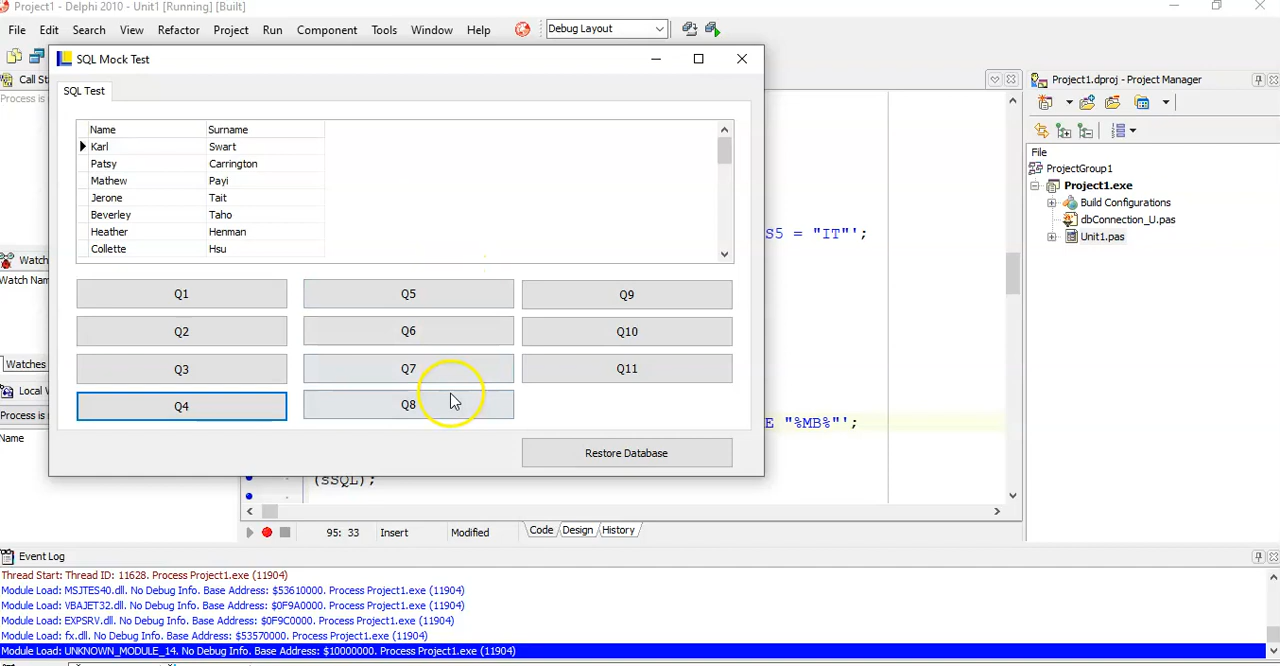 Project1 - Delphi 2010 - Unit1 [Running] [Built]
File Edit Search View Refactor Project Run Component Tools Window Help Debug Layout
SQL Mock Test
Call St
Project1.dproj - Project Manager
Process is
SQL Test
Name Surname
Karl Swart
Patsy Carrington
Mathew Payi
Jerone Tait
Beverley Taho
Heather Henman
Collette Hsu
File
ProjectGroup1
Project1.exe
Build Configurations
dbConnection_U.pas
Unit1.pas
S5 = "IT"';
Watch
Watch Nam
Q1 Q5 Q9
Q2 Q6 Q10
Q3 Q7 Q11
Q4 Q8
Watches
Local V
Process is
Name
E "%MB%"';
Restore Database
(sSQL);
95: 33 Insert Modified Code Design History
Event Log
Thread Start: Thread ID: 11628. Process Project1.exe (11904)
Module Load: MSJTES40.dll. No Debug Info. Base Address: $53610000. Process Project1.exe (11904)
Module Load: VBAJET32.dll. No Debug Info. Base Address: $0F9A0000. Process Project1.exe (11904)
Module Load: EXPSRV.dll. No Debug Info. Base Address: $0F9C0000. Process Project1.exe (11904)
Module Load: fx.dll. No Debug Info. Base Address: $53570000. Process Project1.exe (11904)
Module Load: UNKNOWN_MODULE_14. No Debug Info. Base Address: $10000000. Process Project1.exe (11904)